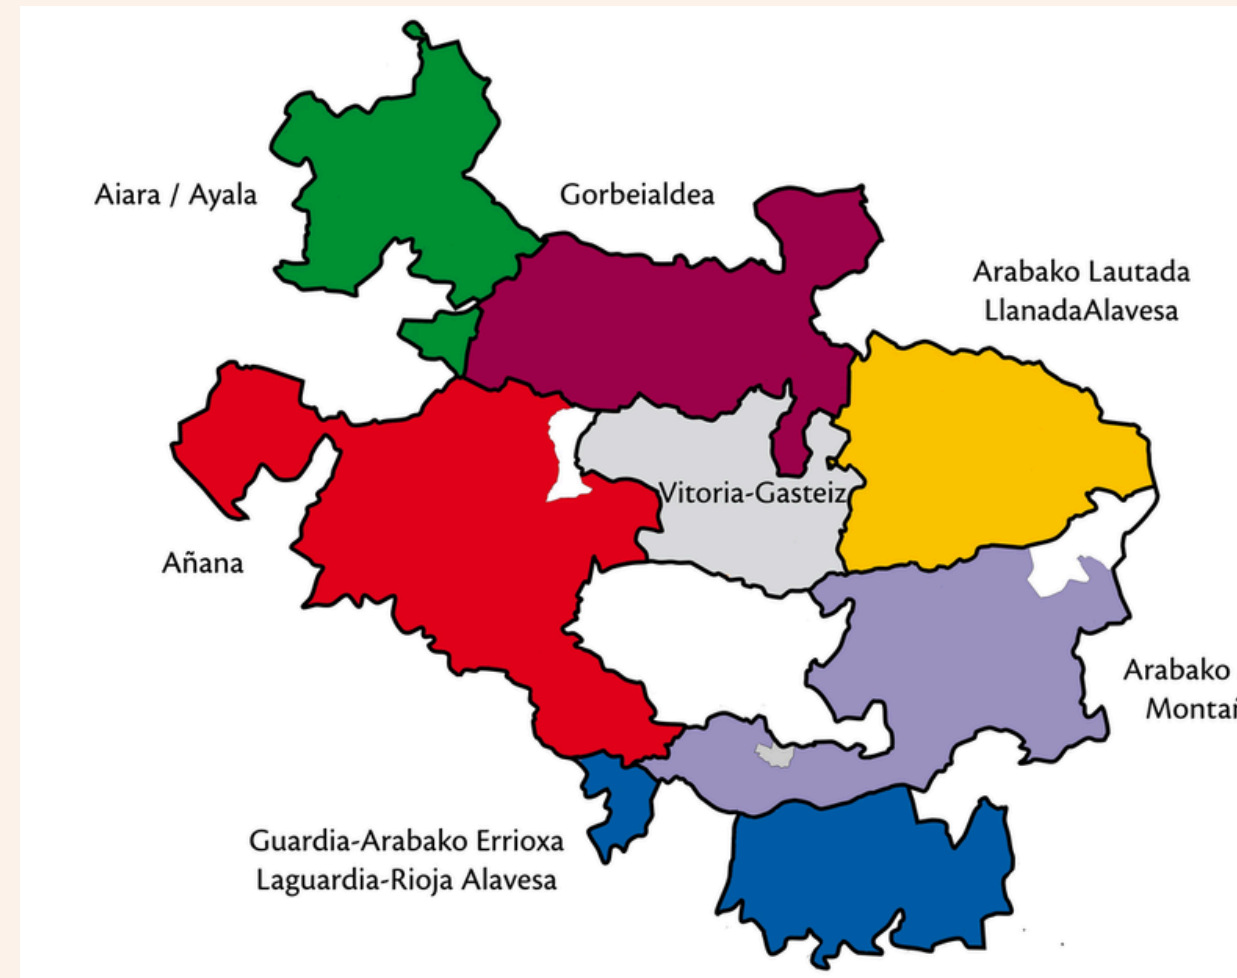 Aiara / Ayala
Gorbeialdea
Arabako Lautada
LlanadaAlavesa
Vitoria-Gasteiz
Añana
Arabako
Guardia-Arabako Errioxa
Laguardia-Rioja Alavesa